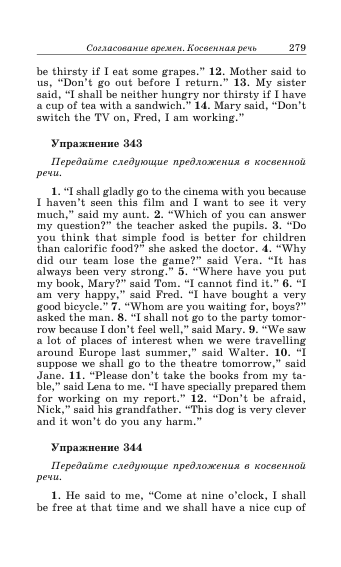 Согласование времен. Косвенная речь 279
be thirsty if I eat some grapes.” 12. Mother said to
us, “Don’t go out before I return.” 13. My sister
said, “I shall be neither hungry nor thirsty if I have
a cup of tea with a sandwich.” 14. Mary said, “Don’t
switch the TV on, Fred, I am working.”
Упражнение 343
Передайте следующие предложения в косвенной
речи.
1. “I shall gladly go to the cinema with you because
I haven’t seen this film and I want to see it very
much,” said my aunt. 2. “Which of you can answer
my question?” the teacher asked the pupils. 3. “Do
you think that simple food is better for children
than calorific food?” she asked the doctor. 4. “Why
did our team lose the game?” said Vera. “It has
always been very strong.” 5. “Where have you put
my book, Mary?” said Tom. “I cannot find it.” 6. “I
am very happy,” said Fred. “I have bought a very
good bicycle.” 7. “Whom are you waiting for, boys?”
asked the man. 8. “I shall not go to the party tomor-
row because I don’t feel well,” said Mary. 9. “We saw
a lot of places of interest when we were travelling
around Europe last summer,” said Walter. 10. “I
suppose we shall go to the theatre tomorrow,” said
Jane. 11. “Please don’t take the books from my ta-
ble,” said Lena to me. “I have specially prepared them
for working on my report.” 12. “Don’t be afraid,
Nick,” said his grandfather. “This dog is very clever
and it won’t do you any harm.”
Упражнение 344
Передайте следующие предложения в косвенной
речи.
1. He said to me, “Come at nine o’clock, I shall
be free at that time and we shall have a nice cup of